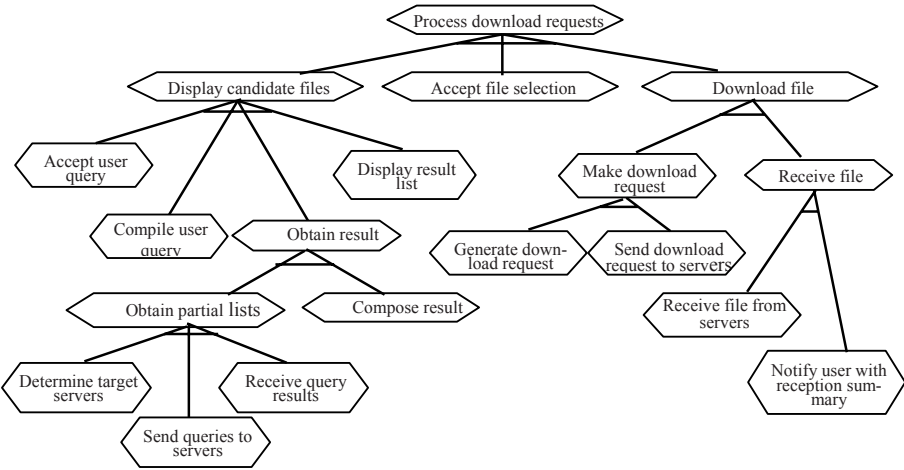 Process download requests
Display candidate files
Accept file selection
Download file
Accept user
query
Display result
list
Make download
request
Receive file
Compile user
query
Obtain result
Generate down-
load request
Send download
request to servers
Obtain partial lists
Compose result
Receive file from
servers
Determine target
servers
Receive query
results
Notify user with
reception sum-
mary
Send queries to
servers